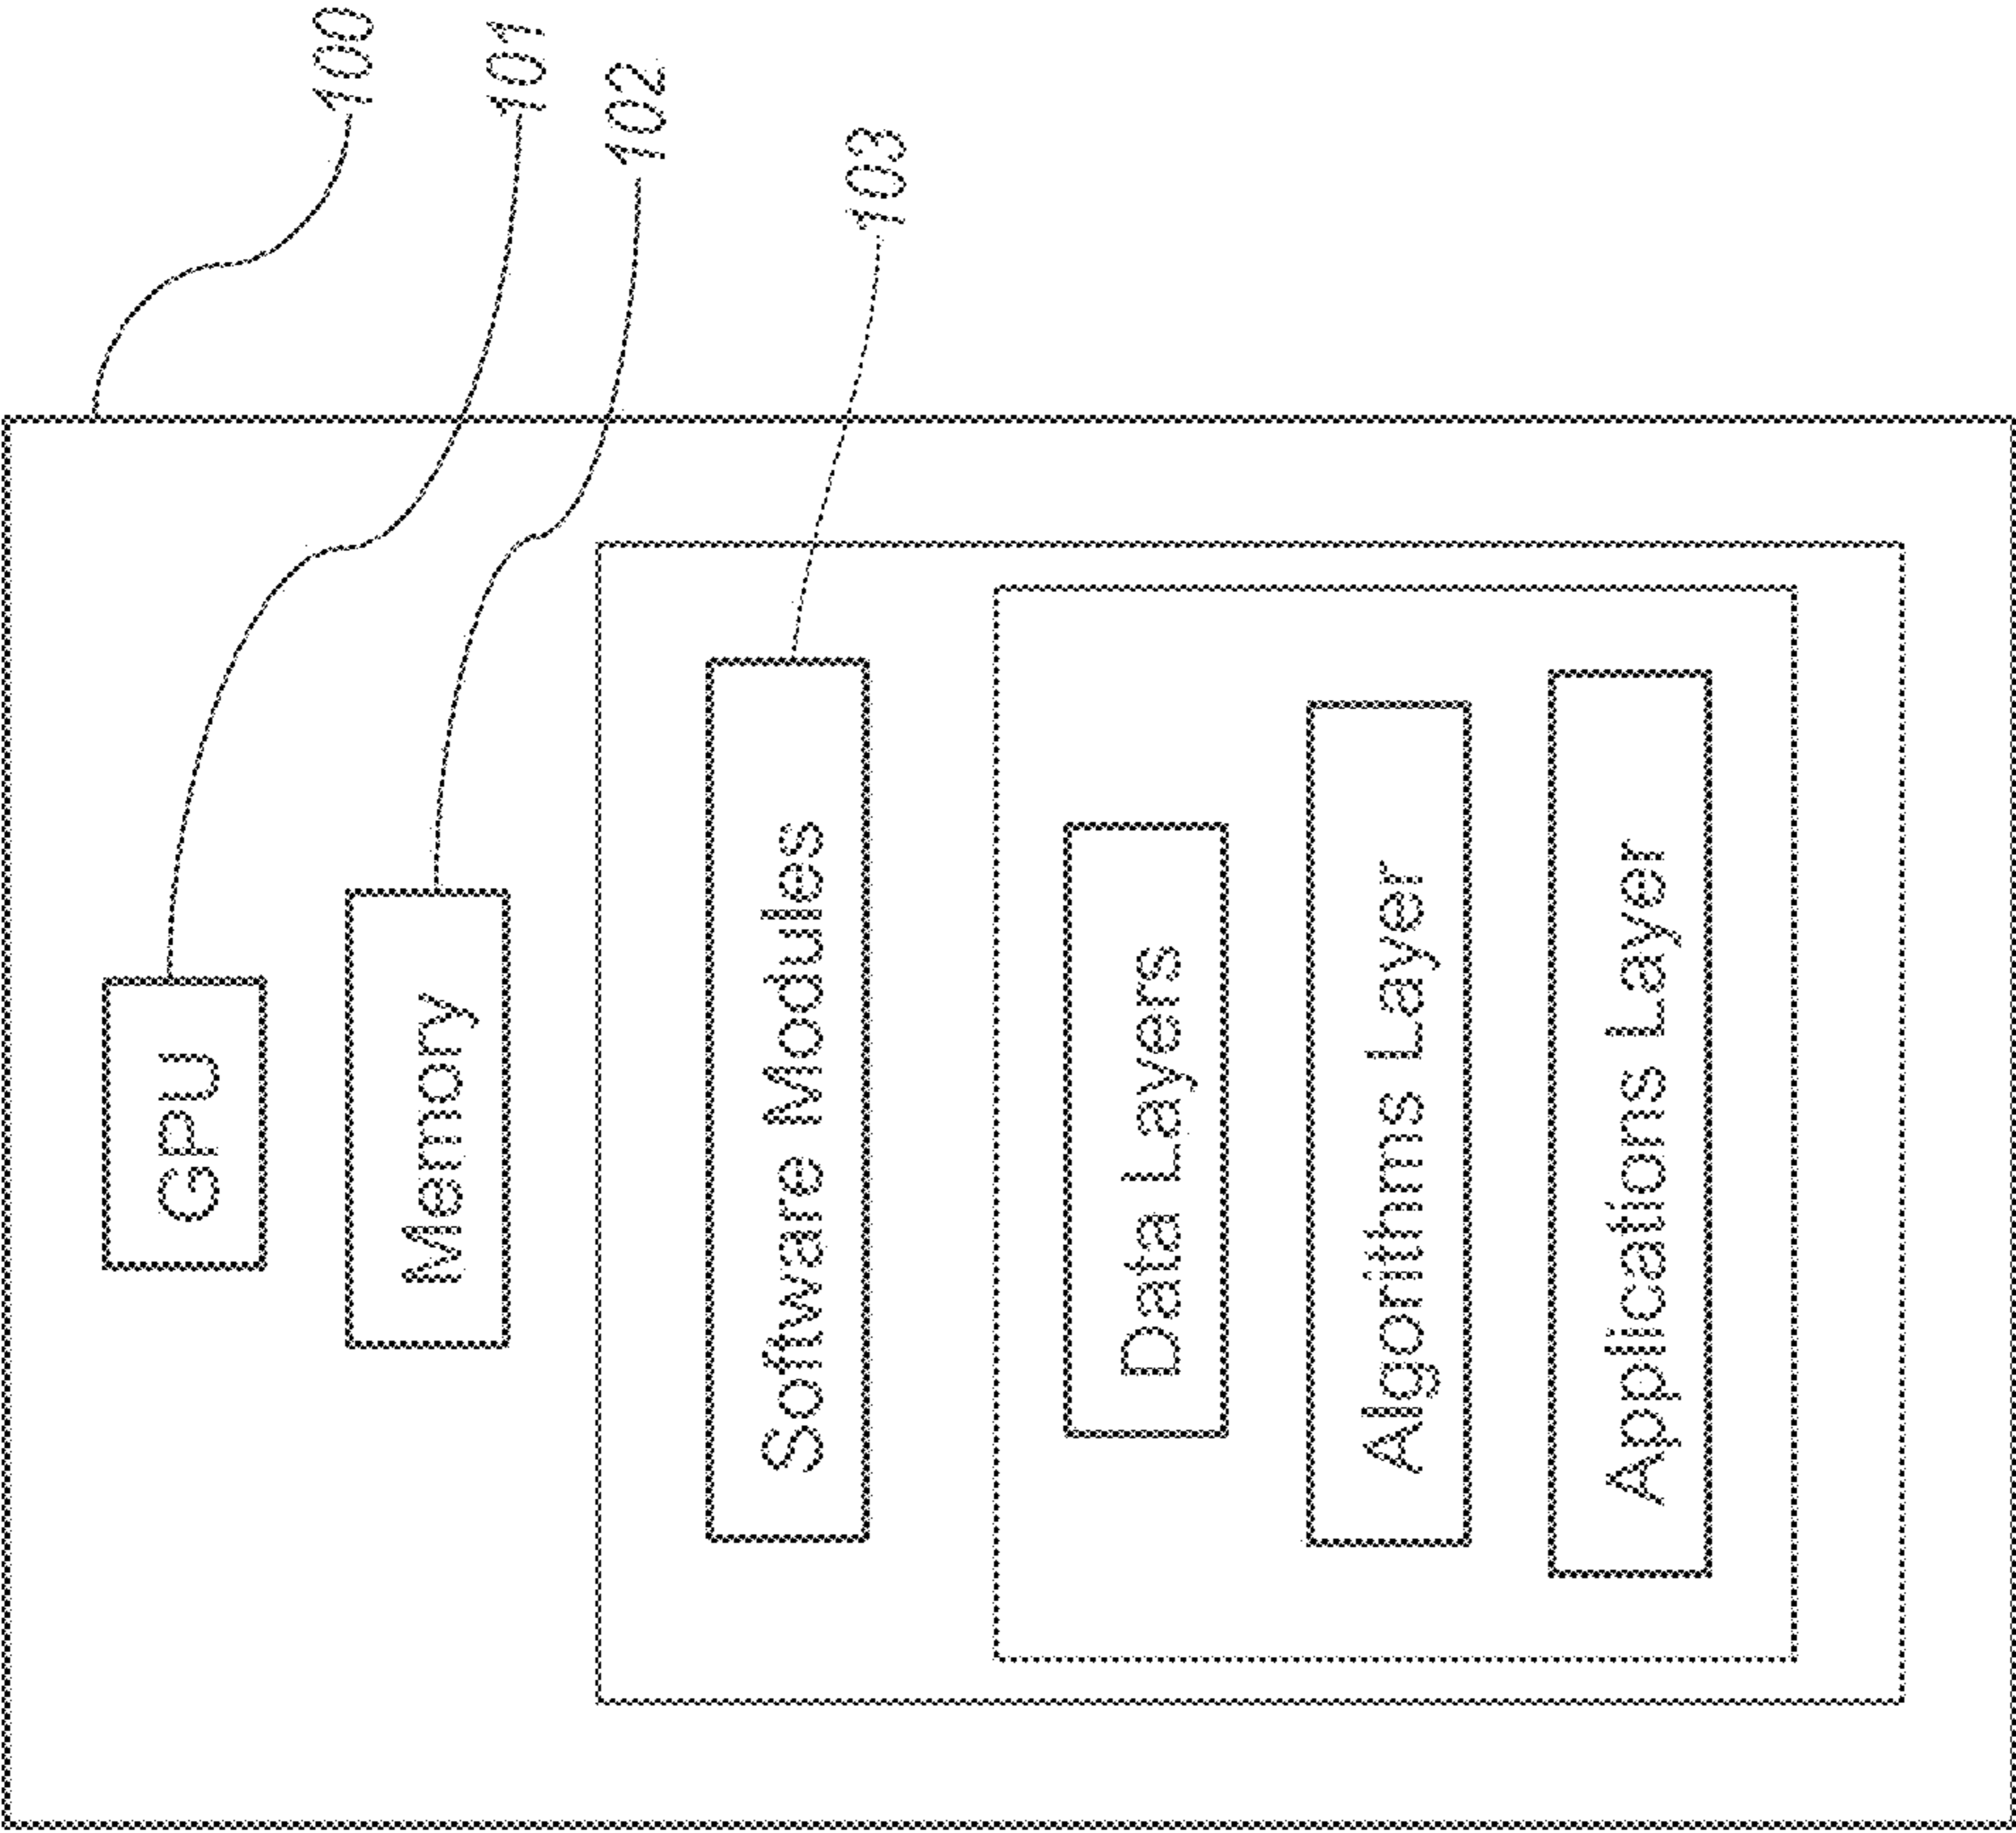 100
101
102
103
GPU
Memory
Software Modules
Data Layers
Algorithms Layer
Applications Layer